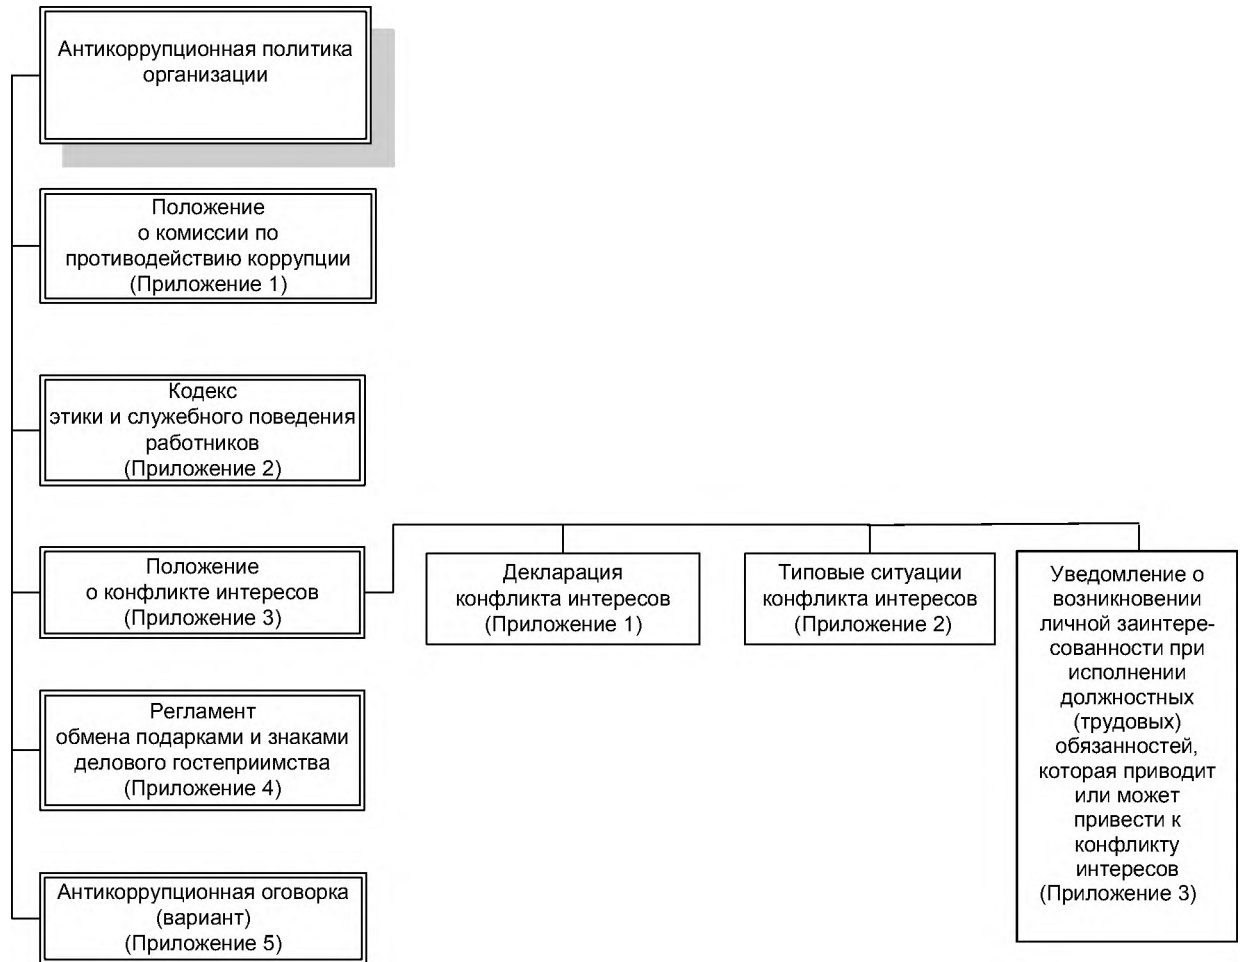 Антикоррупционная политика
организации
Положение
о комиссии по
противодействию коррупции
(Приложение 1)
Кодекс
этики и служебного поведения
работников
(Приложение 2)
Положение
о конфликте интересов
(Приложение 3)
Декларация
конфликта интересов
(Приложение 1)
Типовые ситуации
конфликта интересов
(Приложение 2)
Уведомление о
возникновении
личной заинтере-
сованности при
исполнении
должностных
(трудовых)
обязанностей,
которая приводит
или может
привести к
конфликту
интересов
(Приложение 3)
Регламент
обмена подарками и знаками
делового гостеприимства
(Приложение 4)
Антикоррупционная оговорка
(вариант)
(Приложение 5)